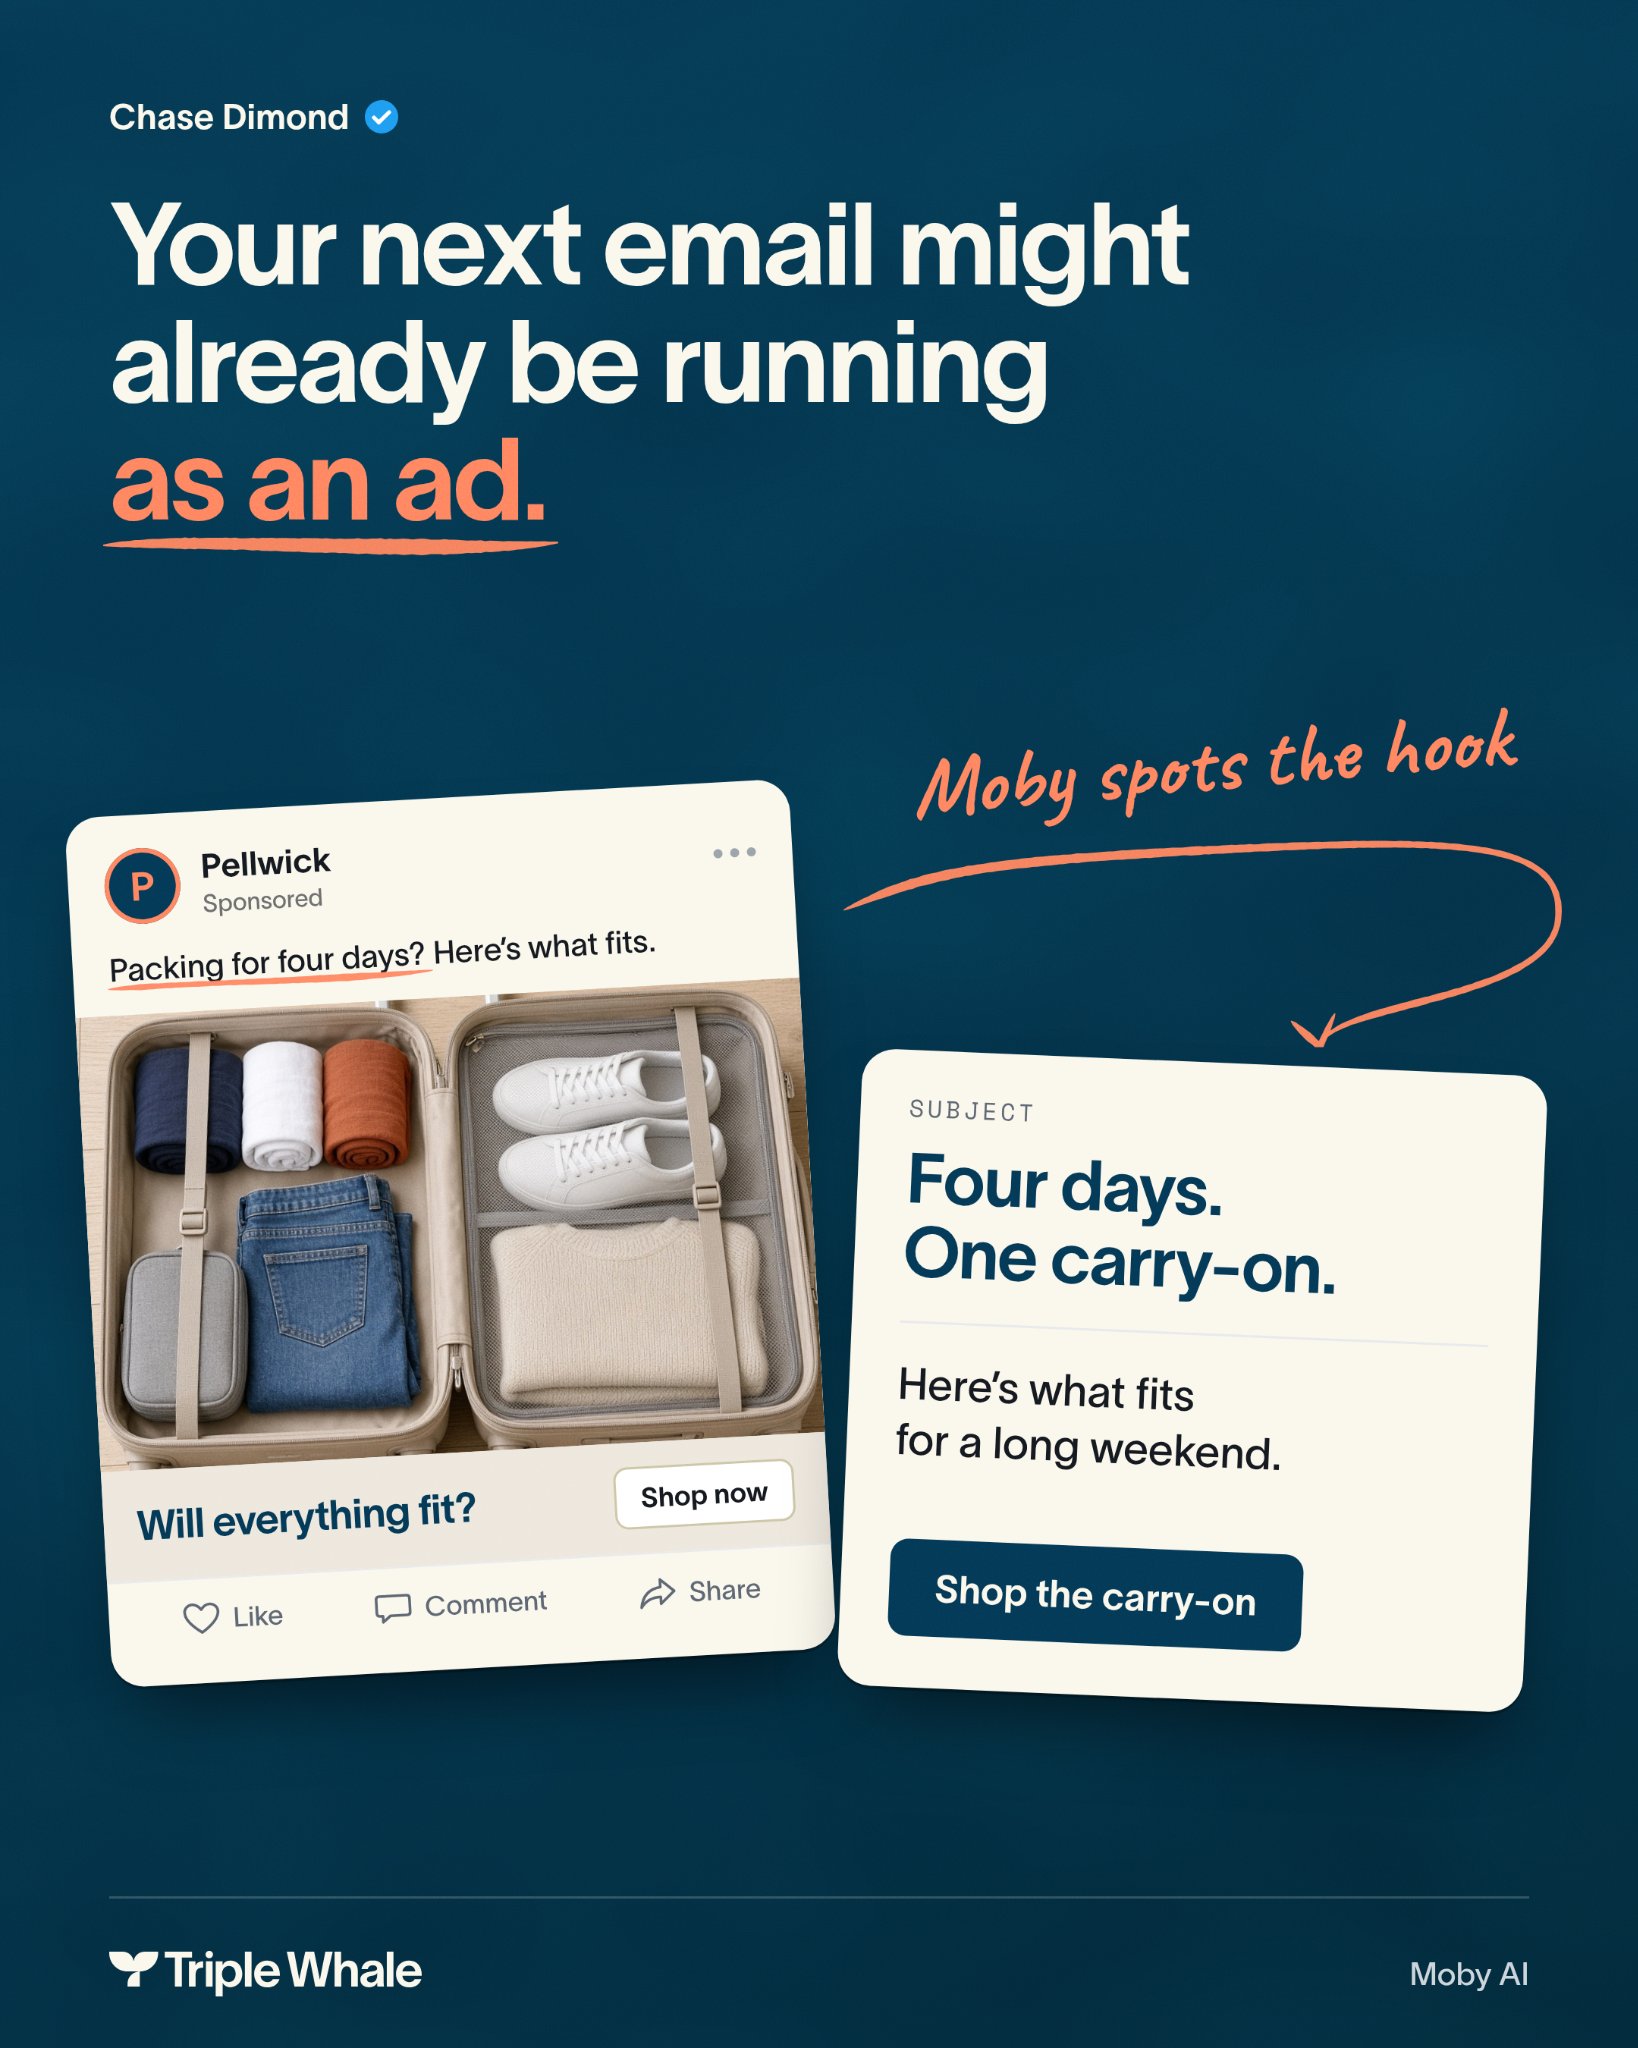 Chase Dimond
Your next email might
already be running
as an ad.
Moby spots the hook
P
Pellwick
Sponsored
Packing for four days? Here's what fits.
Will everything fit?
Shop now
Like
Comment
Share
SUBJECT
Four days.
One carry-on.
Here's what fits
for a long weekend.
Shop the carry-on
Triple Whale
Moby AI